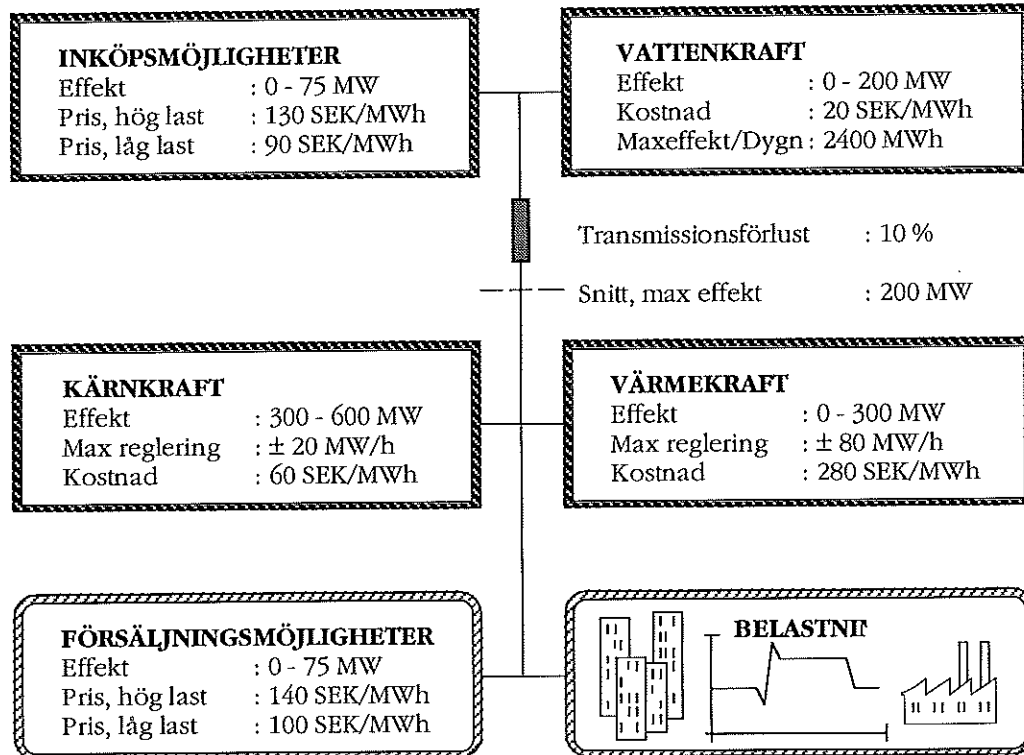 INKÖPSMÖJLIGHETER
Effekt : 0 - 75 MW
Pris, hög last : 130 SEK/MWh
Pris, låg last : 90 SEK/MWh
VATTENKRAFT
Effekt : 0 - 200 MW
Kostnad : 20 SEK/MWh
Maxeffekt/Dygn : 2400 MWh
Transmissionsförlust : 10 %
Snitt, max effekt : 200 MW
KÄRNKRAFT
Effekt : 300 - 600 MW
Max reglering : ± 20 MW/h
Kostnad : 60 SEK/MWh
VÄRMEKRAFT
Effekt : 0 - 300 MW
Max reglering : ± 80 MW/h
Kostnad : 280 SEK/MWh
FÖRSÄLJNINGSMÖJLIGHETER
Effekt : 0 - 75 MW
Pris, hög last : 140 SEK/MWh
Pris, låg last : 100 SEK/MWh
BELASTNI